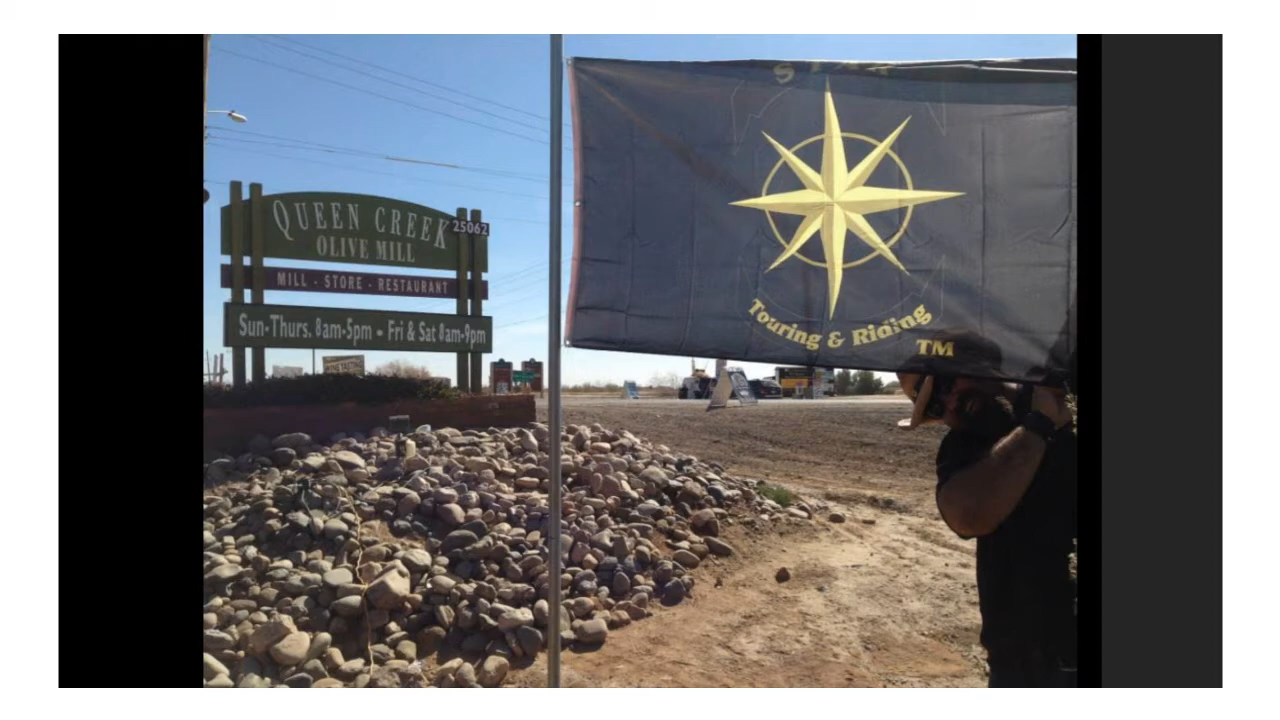 QUEEN CREEK
25062
OLIVE MILL
MILL - STORE - RESTAURANT
Sun-Thurs, 8am-5pm • Fri & Sat 8am-9pm
Touring & Riding
TM